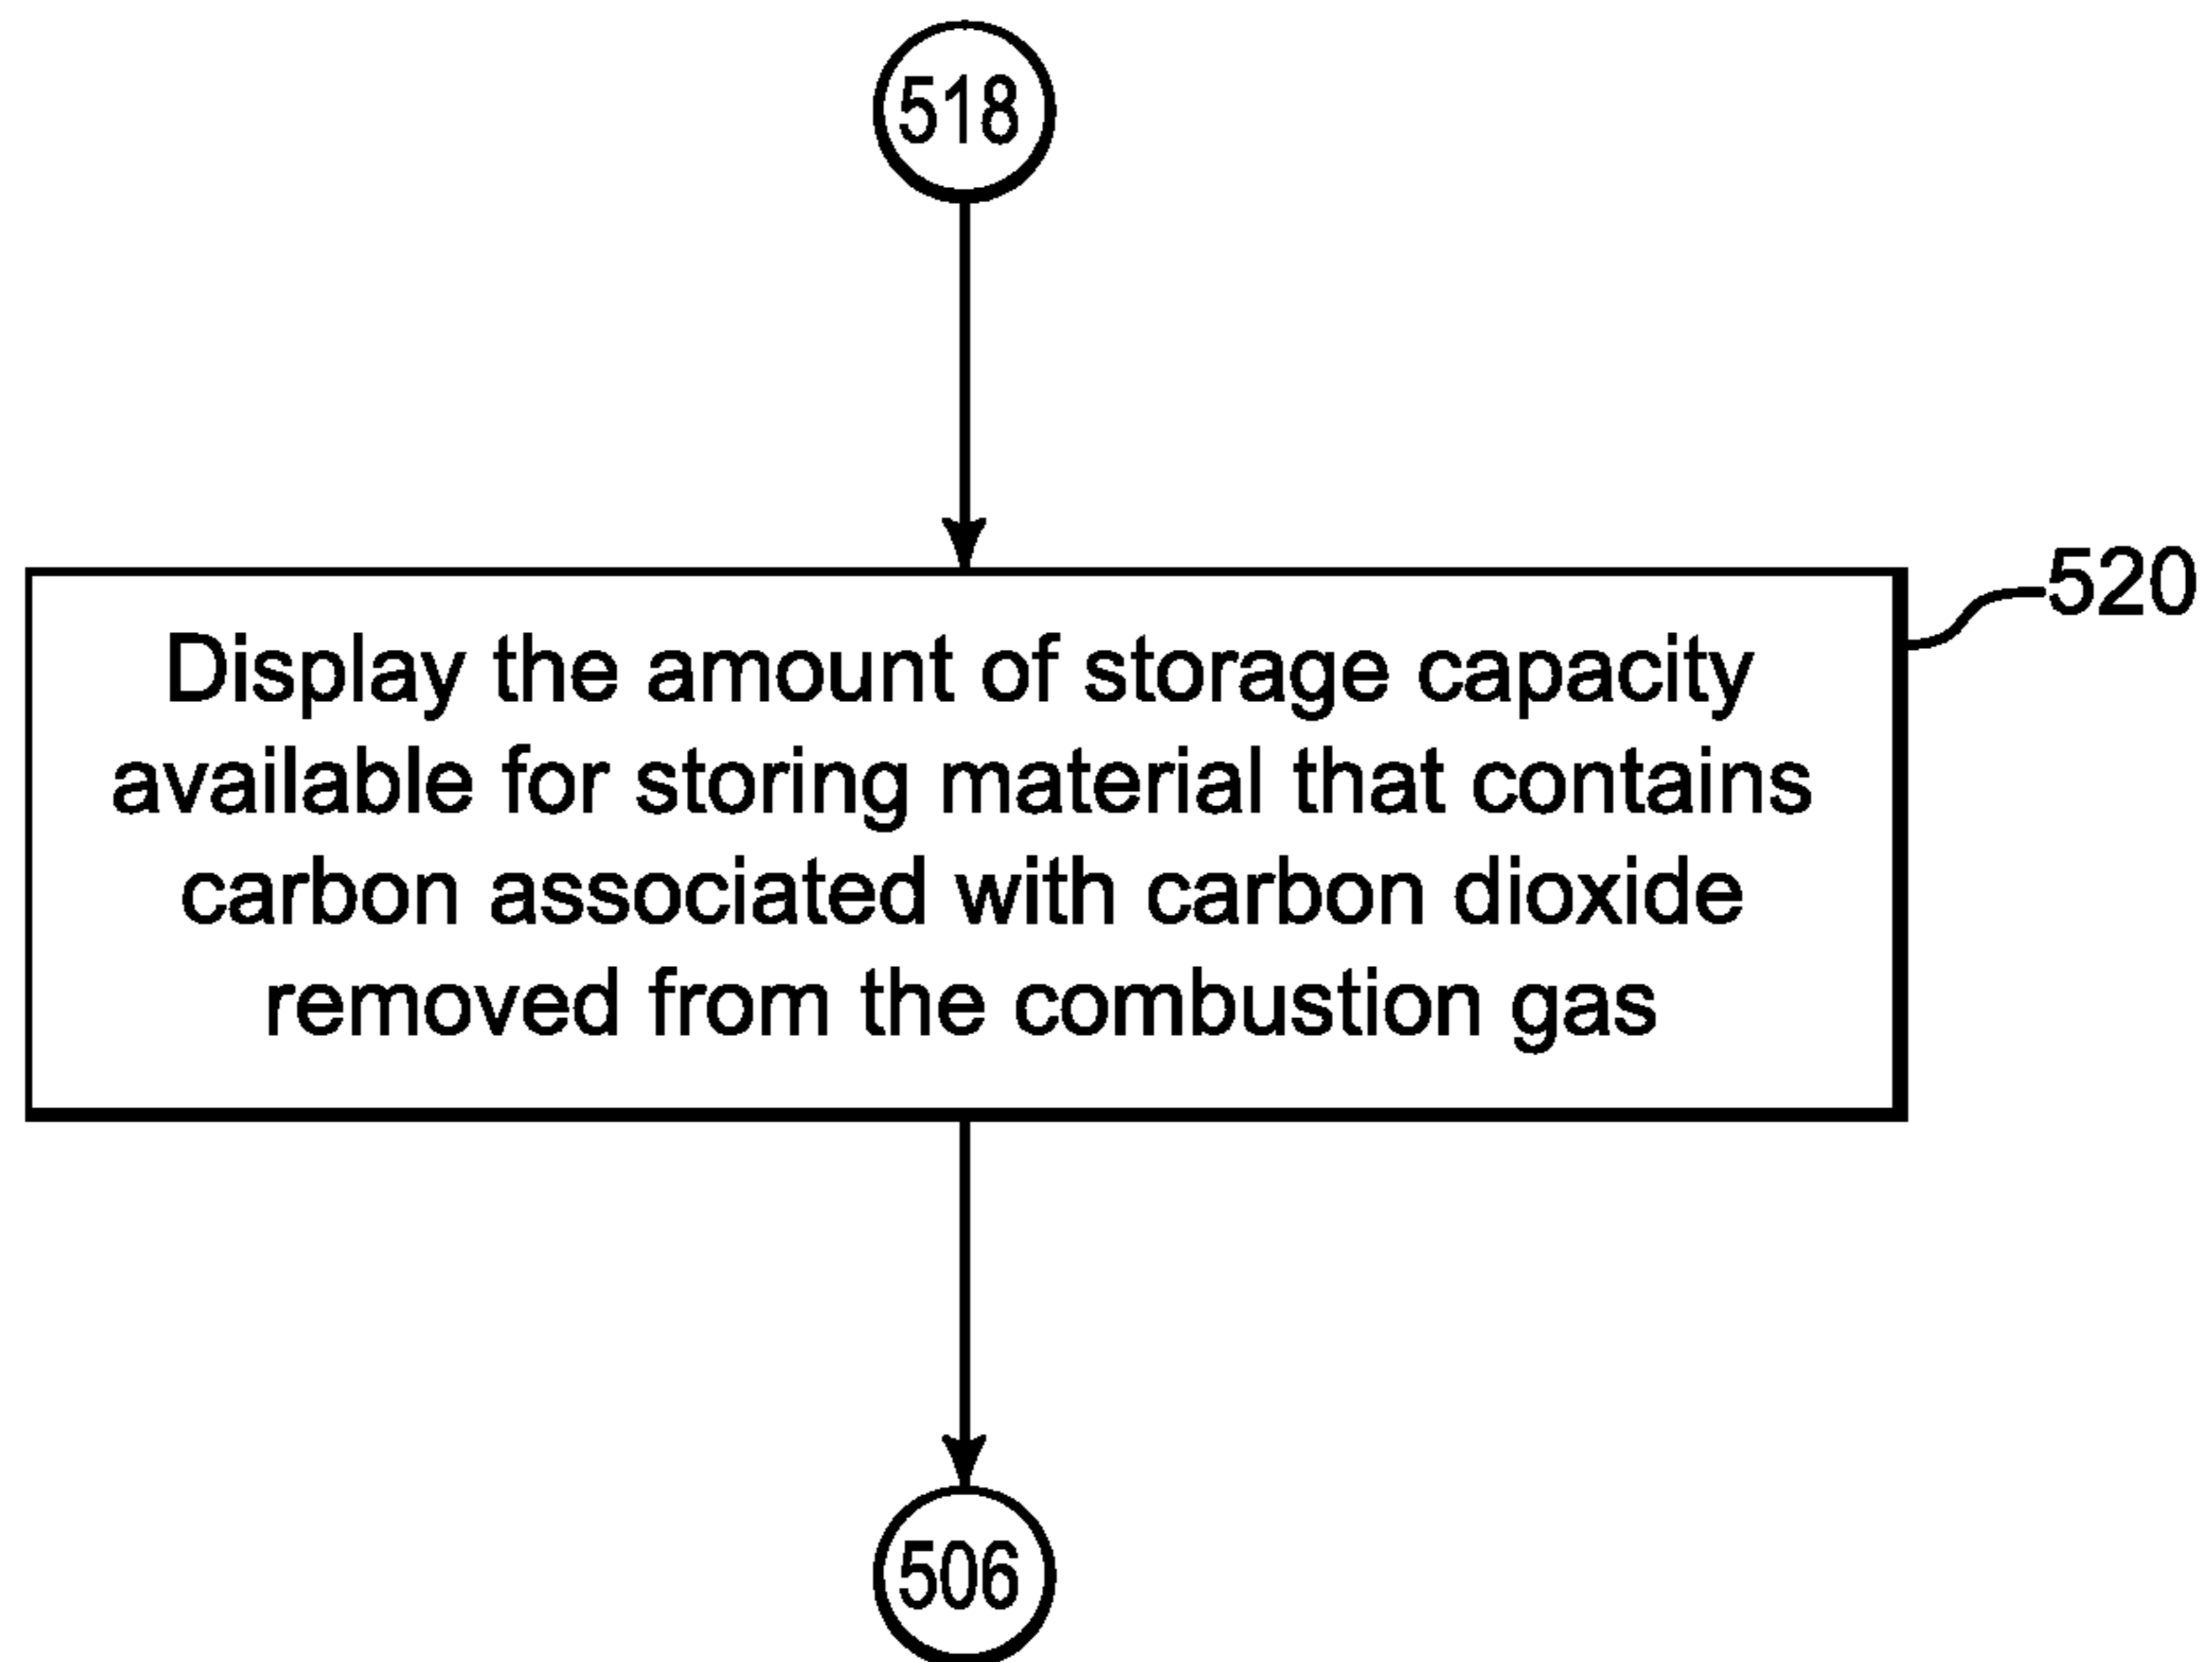 518
520
Display the amount of storage capacity
available for storing material that contains
carbon associated with carbon dioxide
removed from the combustion gas
506